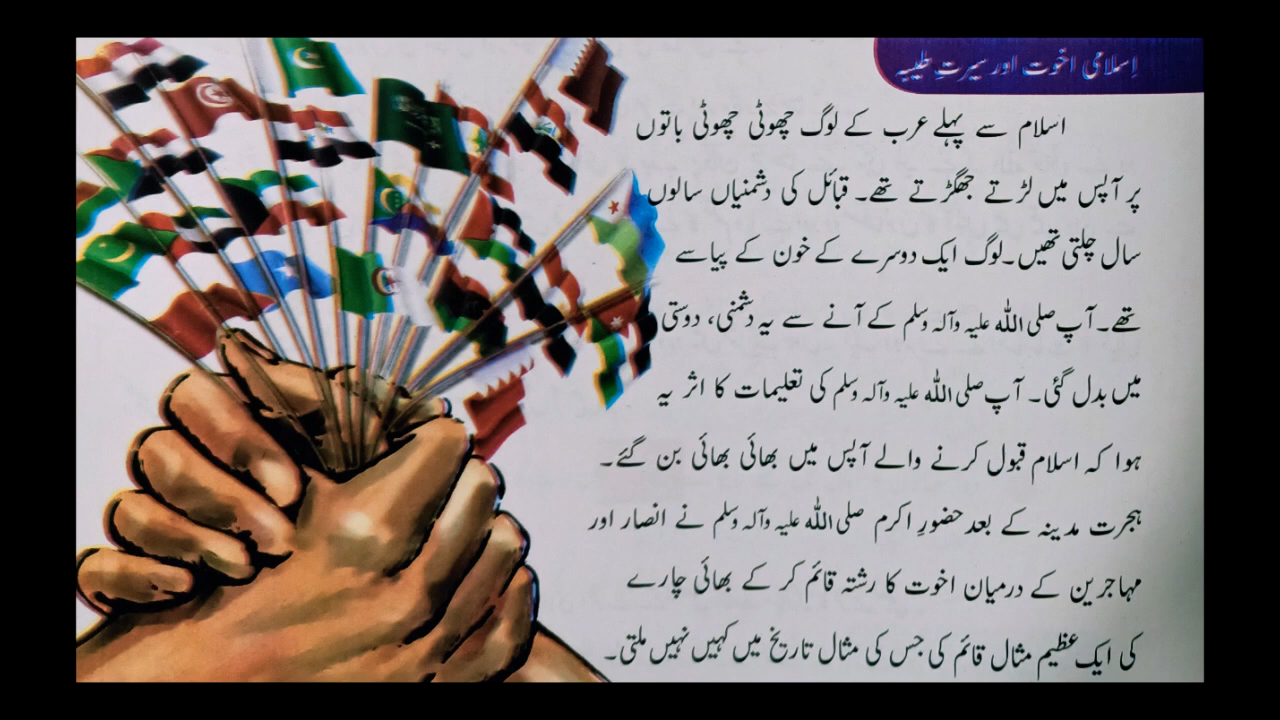 اسلامی اخوت اور سیرتِ طیبہ
اسلام سے پہلے عرب کے لوگ چھوٹی چھوٹی باتوں
پر آپس میں لڑتے جھگڑتے تھے۔ قبائل کی دشمنیاں سالوں
سال چلتی تھیں۔ لوگ ایک دوسرے کے خون کے پیاسے
تھے۔ آپ صلی اللہ علیہ وآلہ وسلم کے آنے سے یہ دشمنی، دوستی
میں بدل گئی۔ آپ صلی اللہ علیہ وآلہ وسلم کی تعلیمات کا اثر یہ
ہوا کہ اسلام قبول کرنے والے آپس میں بھائی بھائی بن گئے۔
ہجرت مدینہ کے بعد حضورِ اکرم صلی اللہ علیہ وآلہ وسلم نے انصار اور
مہاجرین کے درمیان اخوت کا رشتہ قائم کر کے بھائی چارے
کی ایک عظیم مثال قائم کی جس کی مثال تاریخ میں کہیں نہیں ملتی۔